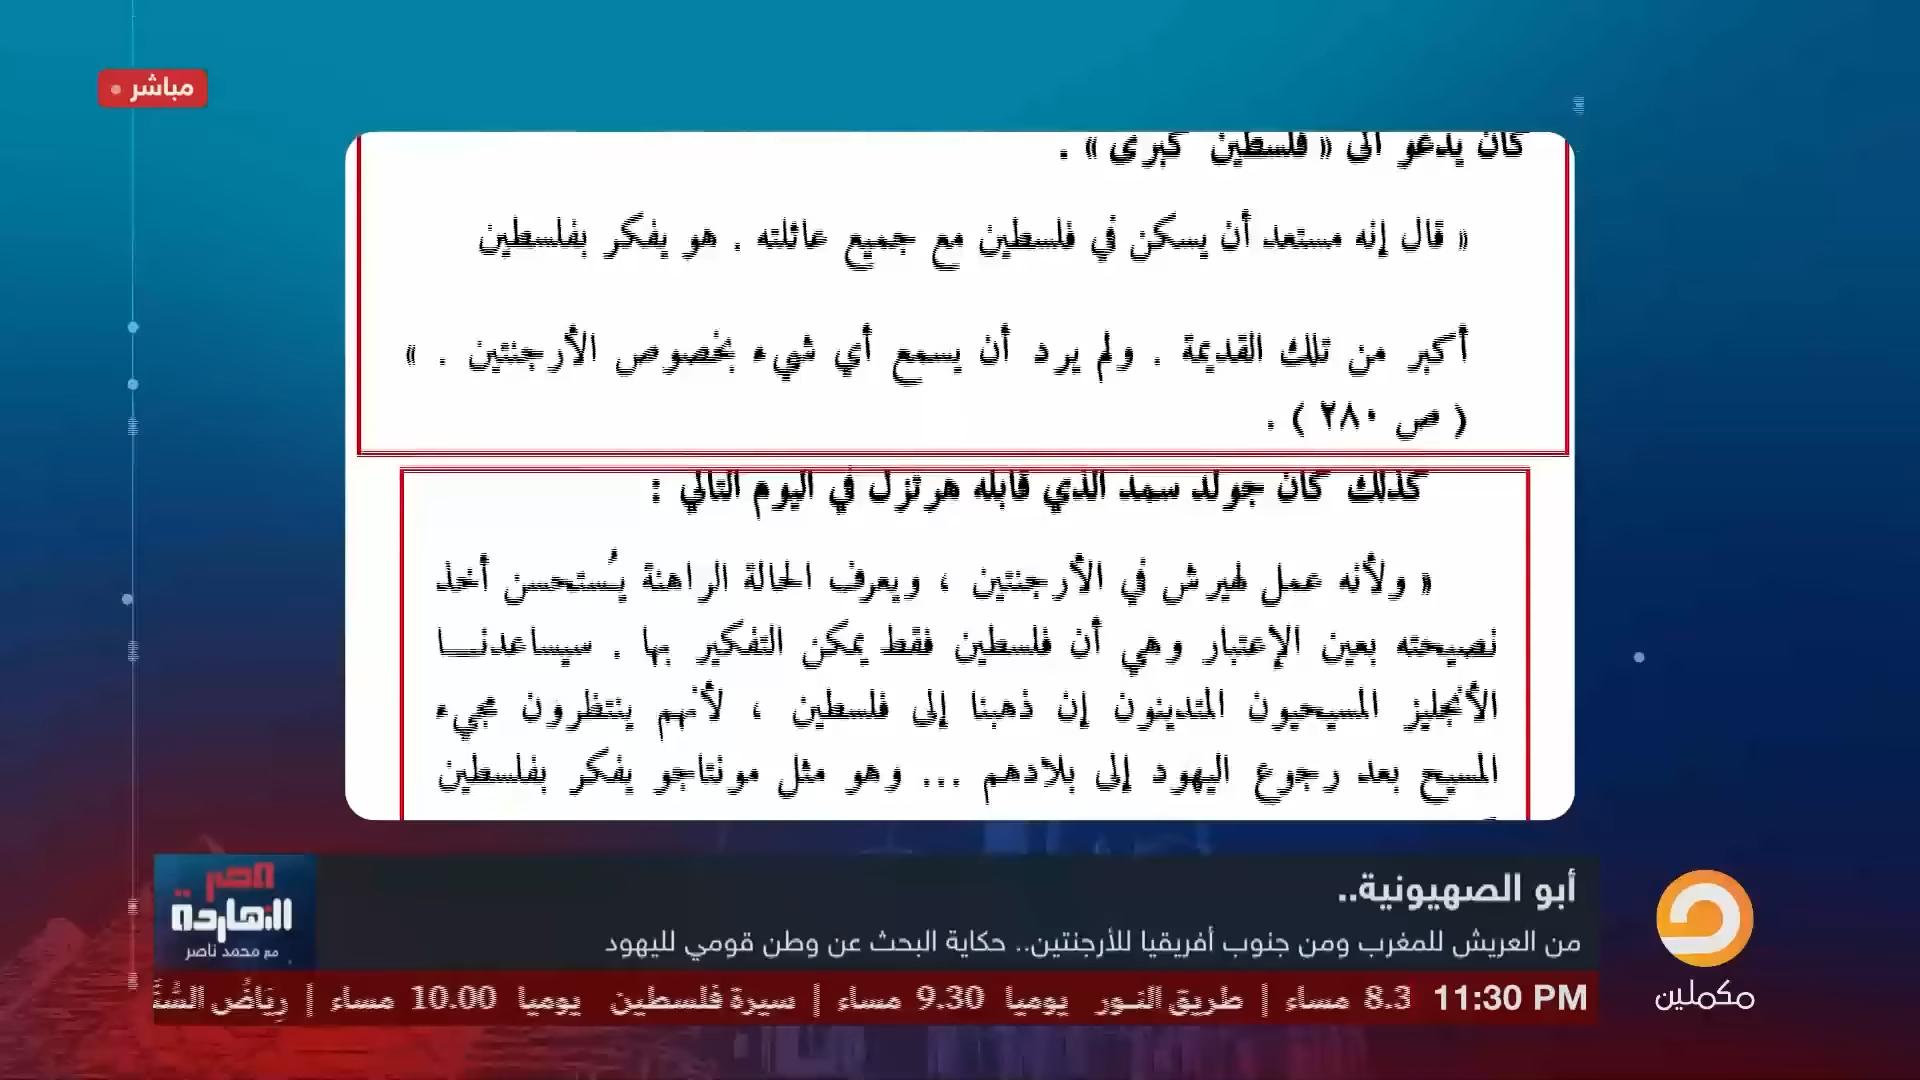 مباشر
كان يدعو الى « فلسطين كبرى » .
« قال إنه مستعد أن يسكن في فلسطين مع جميع عائلته . هو يفكر بفلسطين
أكبر من تلك القديمة . ولم يرد أن يسمع أي شيء بخصوص الأرجنتين . »
( ص ٢٨٠ ) .
كذلك كان جولد سمد الذي قابله هرتزل في اليوم التالي :
« ولأنه عمل لهيرش في الأرجنتين ، ويعرف الحالة الراهنة يُستحسن أخذ
نصيحته بعين الإعتبار وهي أن فلسطين فقط يمكن التفكير بها . سيساعدنا
الأنجليز المسيحيون المتدينون إن ذهبنا إلى فلسطين ، لأنهم ينتظرون مجيء
المسيح بعد رجوع اليهود إلى بلادهم ... وهو مثل مونتاجو يفكر بفلسطين
أبو الصهيونية..
من العريش للمغرب ومن جنوب أفريقيا للأرجنتين.. حكاية البحث عن وطن قومي لليهود
مصر
النهاردة
مع محمد ناصر
11:30 PM
8.3 مساء | طريق النور يوميا 9.30 مساء | سيرة فلسطين يوميا 10.00 مساء |
مكملين